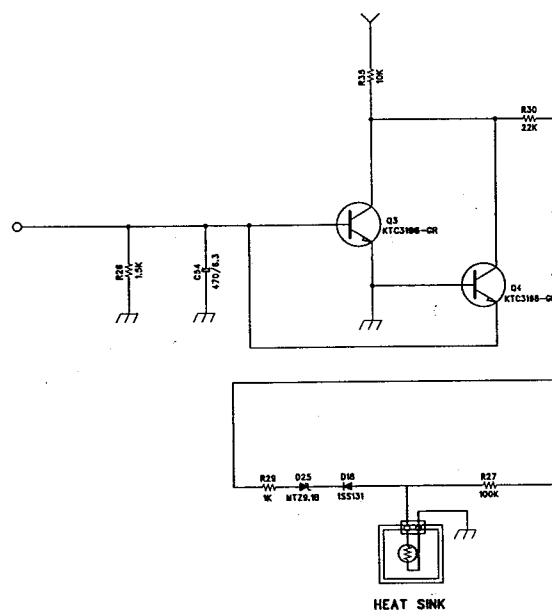 R35
10K
R30
22K
Q3
KTC3198-GR
R28
1.5K
C34
470/6.3
Q4
KTC3198-G
R29
1K
D25
MTZ9.1B
D18
1SS131
R27
100K
HEAT SINK